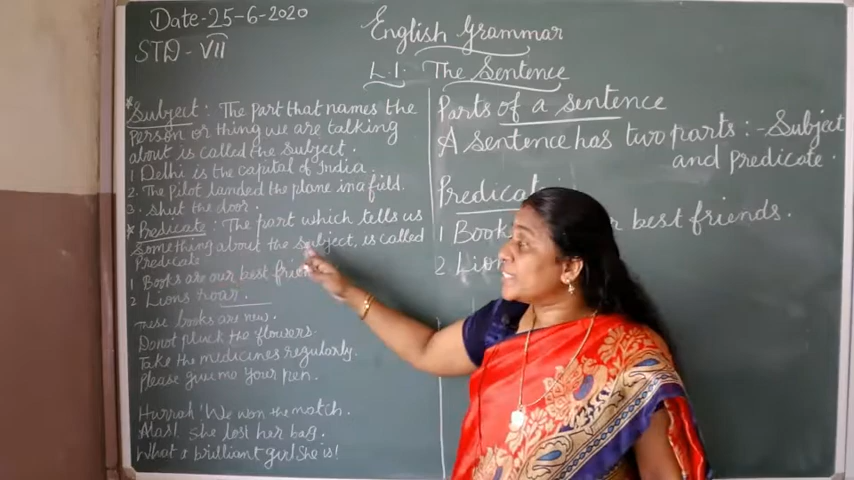 Date-25-6-2020
STD - VII
English Grammar
L.1. The Sentence
*Subject: The Part that names the
Person or thing we are talking
about is called the Subject.
1 Delhi is the capital of India.
2. The Pilot landed the plane in a field.
3. shut the door.
*Predicate: The part which tells us
something about the subject, is called
Predicate
1 Books are our best
2 Lions roar.
These books are new.
Do not pluck the flowers.
Take the medicines regularly.
Please give me your pen.
Hurrah! We won the match.
Alas!, she lost her bag.
What a brilliant girl she is!
Parts of a sentence
A sentence has two parts:- Subject
and Predicate.
Predicat
1 Book best friends.
2 Li